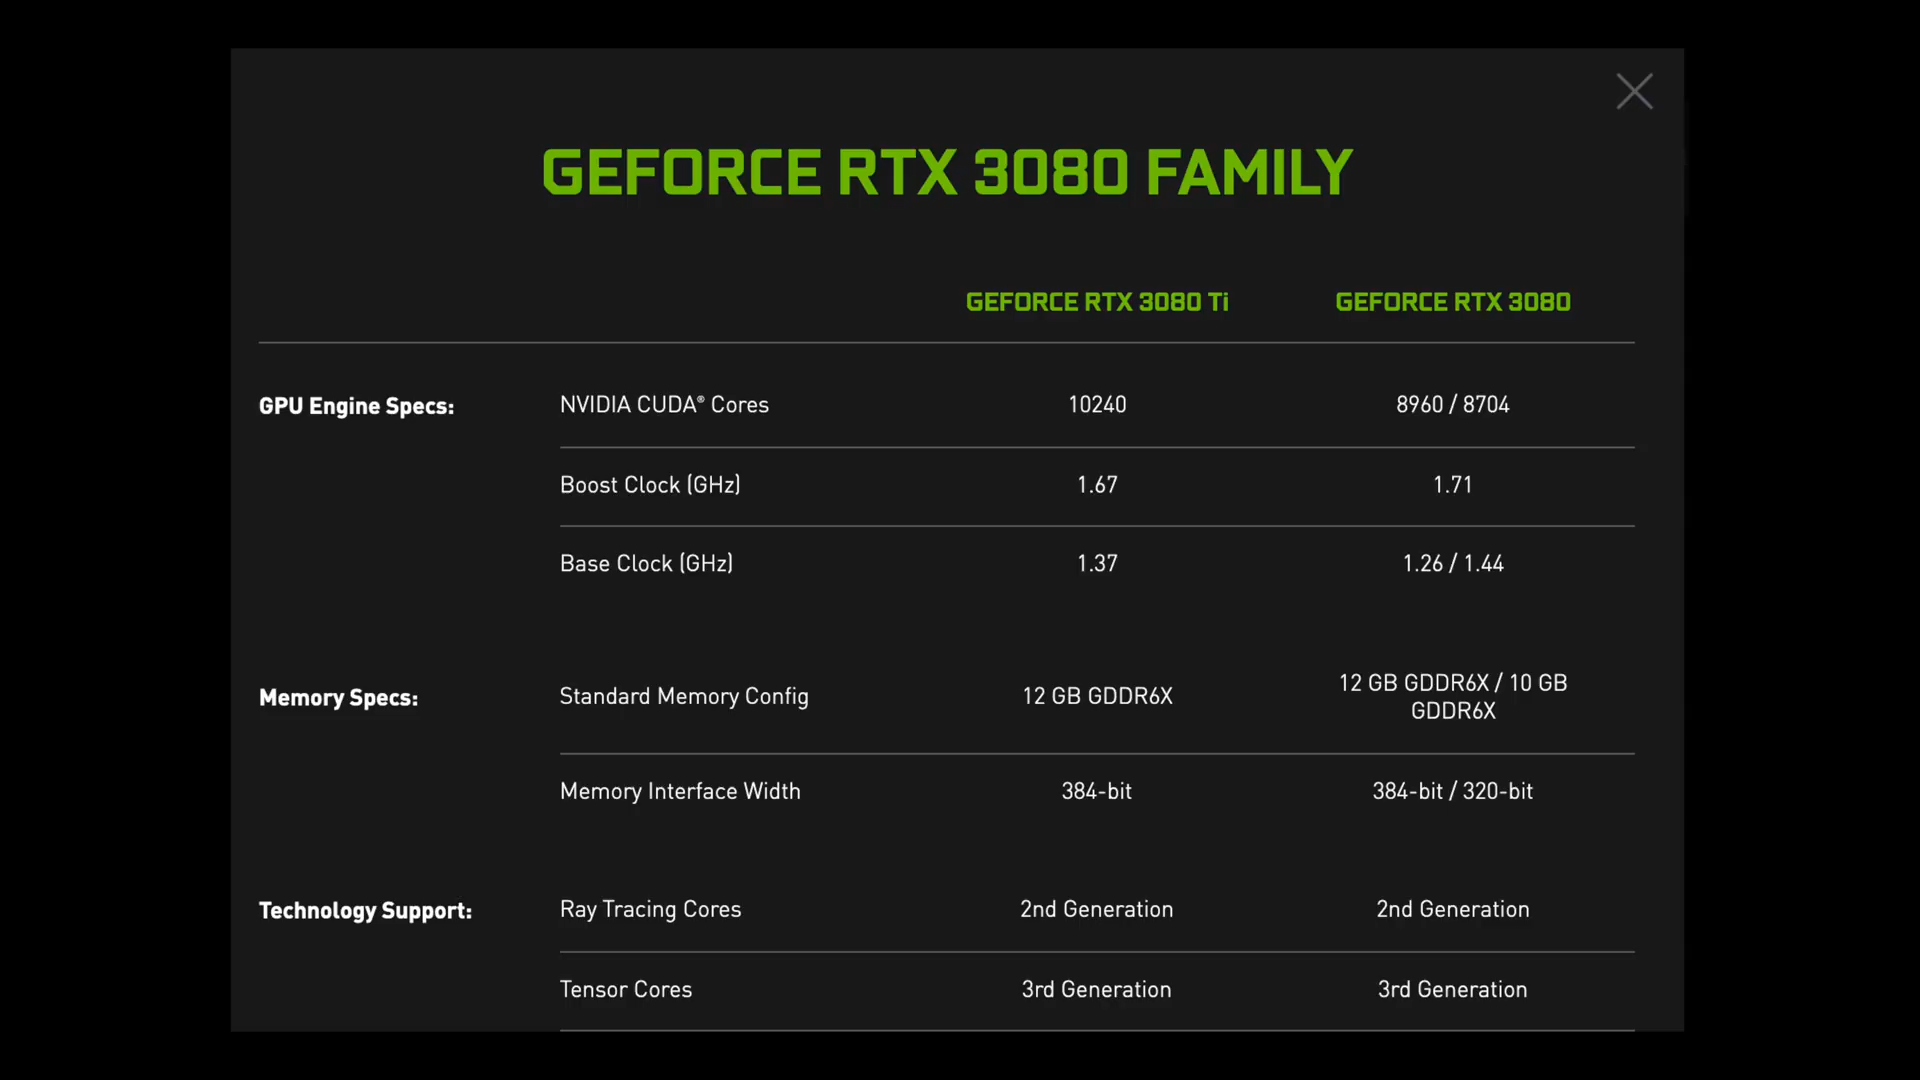 GEFORCE RTX 3080 FAMILY
GEFORCE RTX 3080 Ti GEFORCE RTX 3080
GPU Engine Specs: NVIDIA CUDA® Cores 10240 8960 / 8704
Boost Clock (GHz) 1.67 1.71
Base Clock (GHz) 1.37 1.26 / 1.44
Memory Specs: Standard Memory Config 12 GB GDDR6X 12 GB GDDR6X / 10 GB
GDDR6X
Memory Interface Width 384-bit 384-bit / 320-bit
Technology Support: Ray Tracing Cores 2nd Generation 2nd Generation
Tensor Cores 3rd Generation 3rd Generation